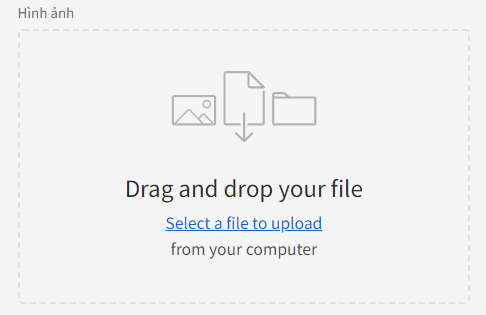 Hình ảnh
Drag and drop your file
Select a file to upload
from your computer